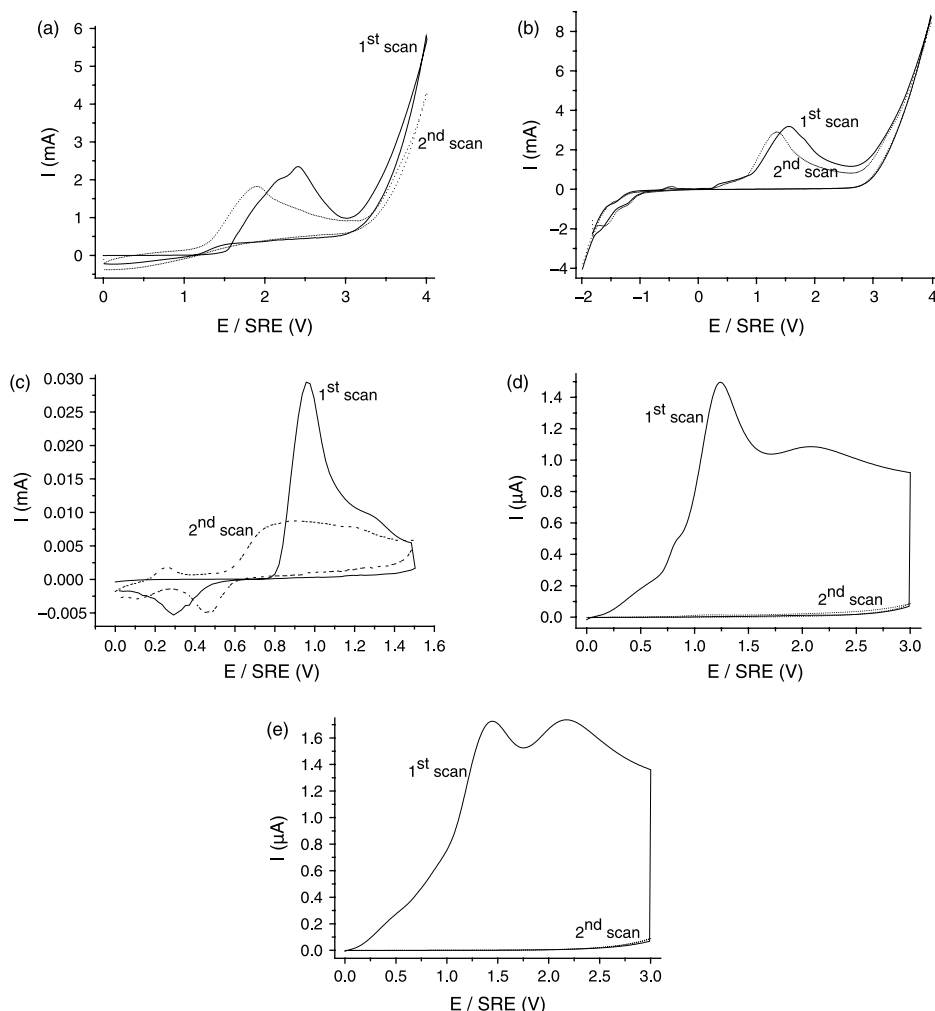 (a)
6
5
4
3
2
1
0
I (mA)
1st scan
2nd scan
0 1 2 3 4
E / SRE (V)
(b)
8
6
4
2
0
−2
−4
I (mA)
1st scan
2nd scan
−2 −1 0 1 2 3 4
E / SRE (V)
(c)
0.030
0.025
0.020
0.015
0.010
0.005
0.000
−0.005
I (mA)
1st scan
2nd scan
0.0 0.2 0.4 0.6 0.8 1.0 1.2 1.4 1.6
E / SRE (V)
(d)
1.4
1.2
1.0
0.8
0.6
0.4
0.2
0.0
I (μA)
1st scan
2nd scan
0.0 0.5 1.0 1.5 2.0 2.5 3.0
E / SRE (V)
(e)
1.6
1.4
1.2
1.0
0.8
0.6
0.4
0.2
0.0
I (μA)
1st scan
2nd scan
0.0 0.5 1.0 1.5 2.0 2.5 3.0
E / SRE (V)